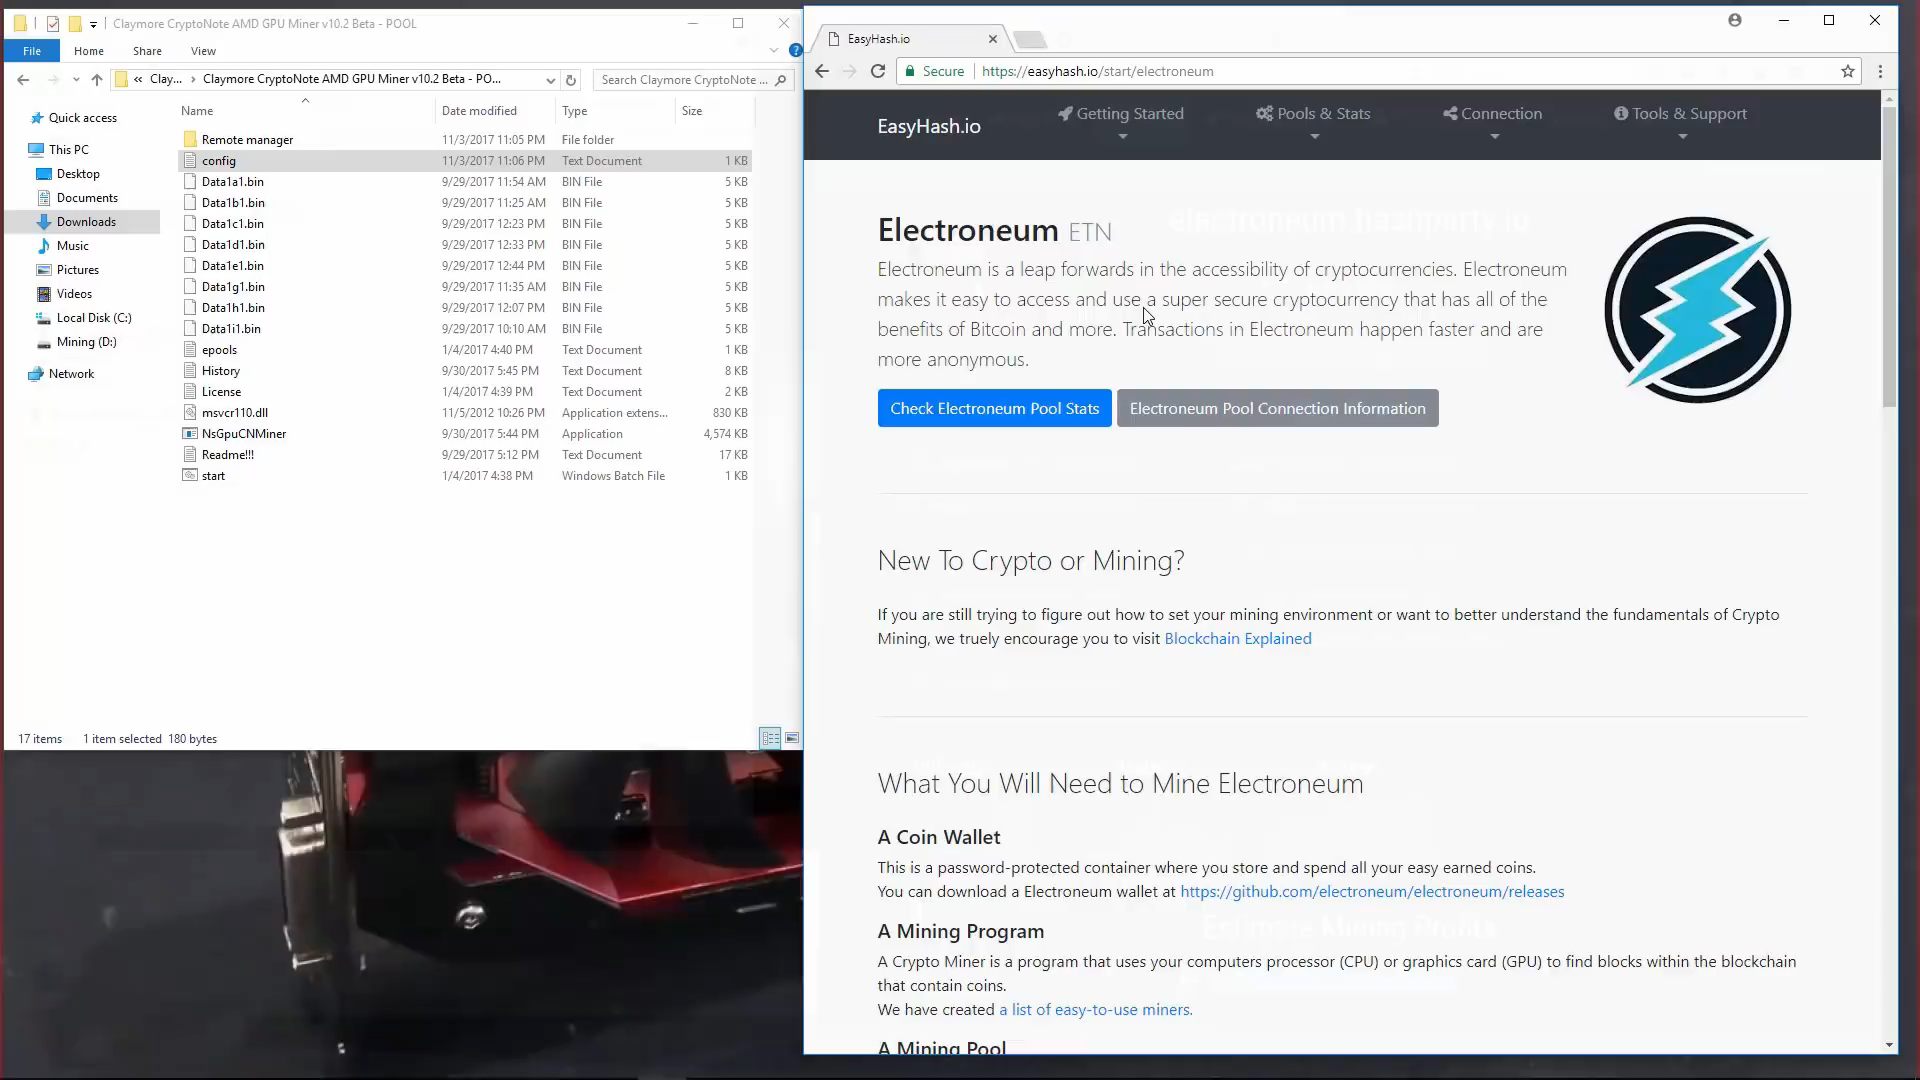 Claymore CryptoNote AMD GPU Miner v10.2 Beta - POOL
File Home Share View
« Clay... › Claymore CryptoNote AMD GPU Miner v10.2 Beta - PO...
Search Claymore CryptoNote ...
Name Date modified Type Size
Quick access
This PC
Desktop
Documents
Downloads
Music
Pictures
Videos
Local Disk (C:)
Mining (D:)
Network
Remote manager 11/3/2017 11:05 PM File folder
config 11/3/2017 11:06 PM Text Document 1 KB
Data1a1.bin 9/29/2017 11:54 AM BIN File 5 KB
Data1b1.bin 9/29/2017 11:25 AM BIN File 5 KB
Data1c1.bin 9/29/2017 12:23 PM BIN File 5 KB
Data1d1.bin 9/29/2017 12:33 PM BIN File 5 KB
Data1e1.bin 9/29/2017 12:44 PM BIN File 5 KB
Data1g1.bin 9/29/2017 11:35 AM BIN File 5 KB
Data1h1.bin 9/29/2017 12:07 PM BIN File 5 KB
Data1i1.bin 9/29/2017 10:10 AM BIN File 5 KB
epools 1/4/2017 4:40 PM Text Document 1 KB
History 9/30/2017 5:45 PM Text Document 8 KB
License 1/4/2017 4:39 PM Text Document 2 KB
msvcr110.dll 11/5/2012 10:26 PM Application extens... 830 KB
NsGpuCNMiner 9/30/2017 5:44 PM Application 4,574 KB
Readme!!! 9/29/2017 5:12 PM Text Document 17 KB
start 1/4/2017 4:38 PM Windows Batch File 1 KB
17 items 1 item selected 180 bytes
EasyHash.io
Secure https://easyhash.io/start/electroneum
EasyHash.io Getting Started Pools & Stats Connection Tools & Support
Electroneum ETN
Electroneum is a leap forwards in the accessibility of cryptocurrencies. Electroneum
makes it easy to access and use a super secure cryptocurrency that has all of the
benefits of Bitcoin and more. Transactions in Electroneum happen faster and are
more anonymous.
Check Electroneum Pool Stats Electroneum Pool Connection Information
New To Crypto or Mining?
If you are still trying to figure out how to set your mining environment or want to better understand the fundamentals of Crypto
Mining, we truely encourage you to visit Blockchain Explained
What You Will Need to Mine Electroneum
A Coin Wallet
This is a password-protected container where you store and spend all your easy earned coins.
You can download a Electroneum wallet at https://github.com/electroneum/electroneum/releases
A Mining Program
A Crypto Miner is a program that uses your computers processor (CPU) or graphics card (GPU) to find blocks within the blockchain
that contain coins.
We have created a list of easy-to-use miners.
A Mining Pool